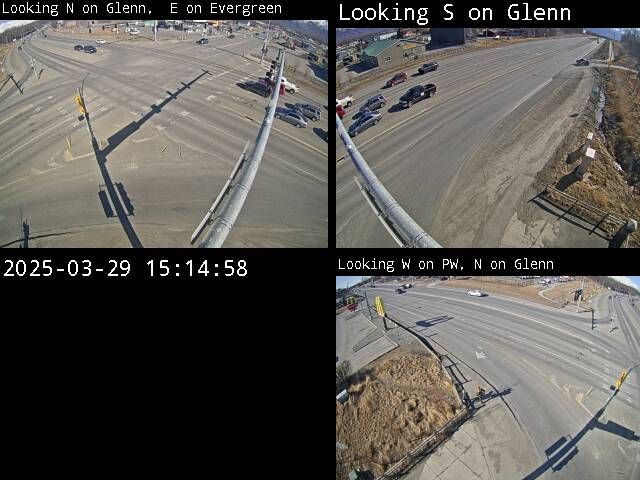 Looking N on Glenn,  E on Evergreen
Looking S on Glenn
2025-03-29 15:14:58
Looking W on PW, N on Glenn